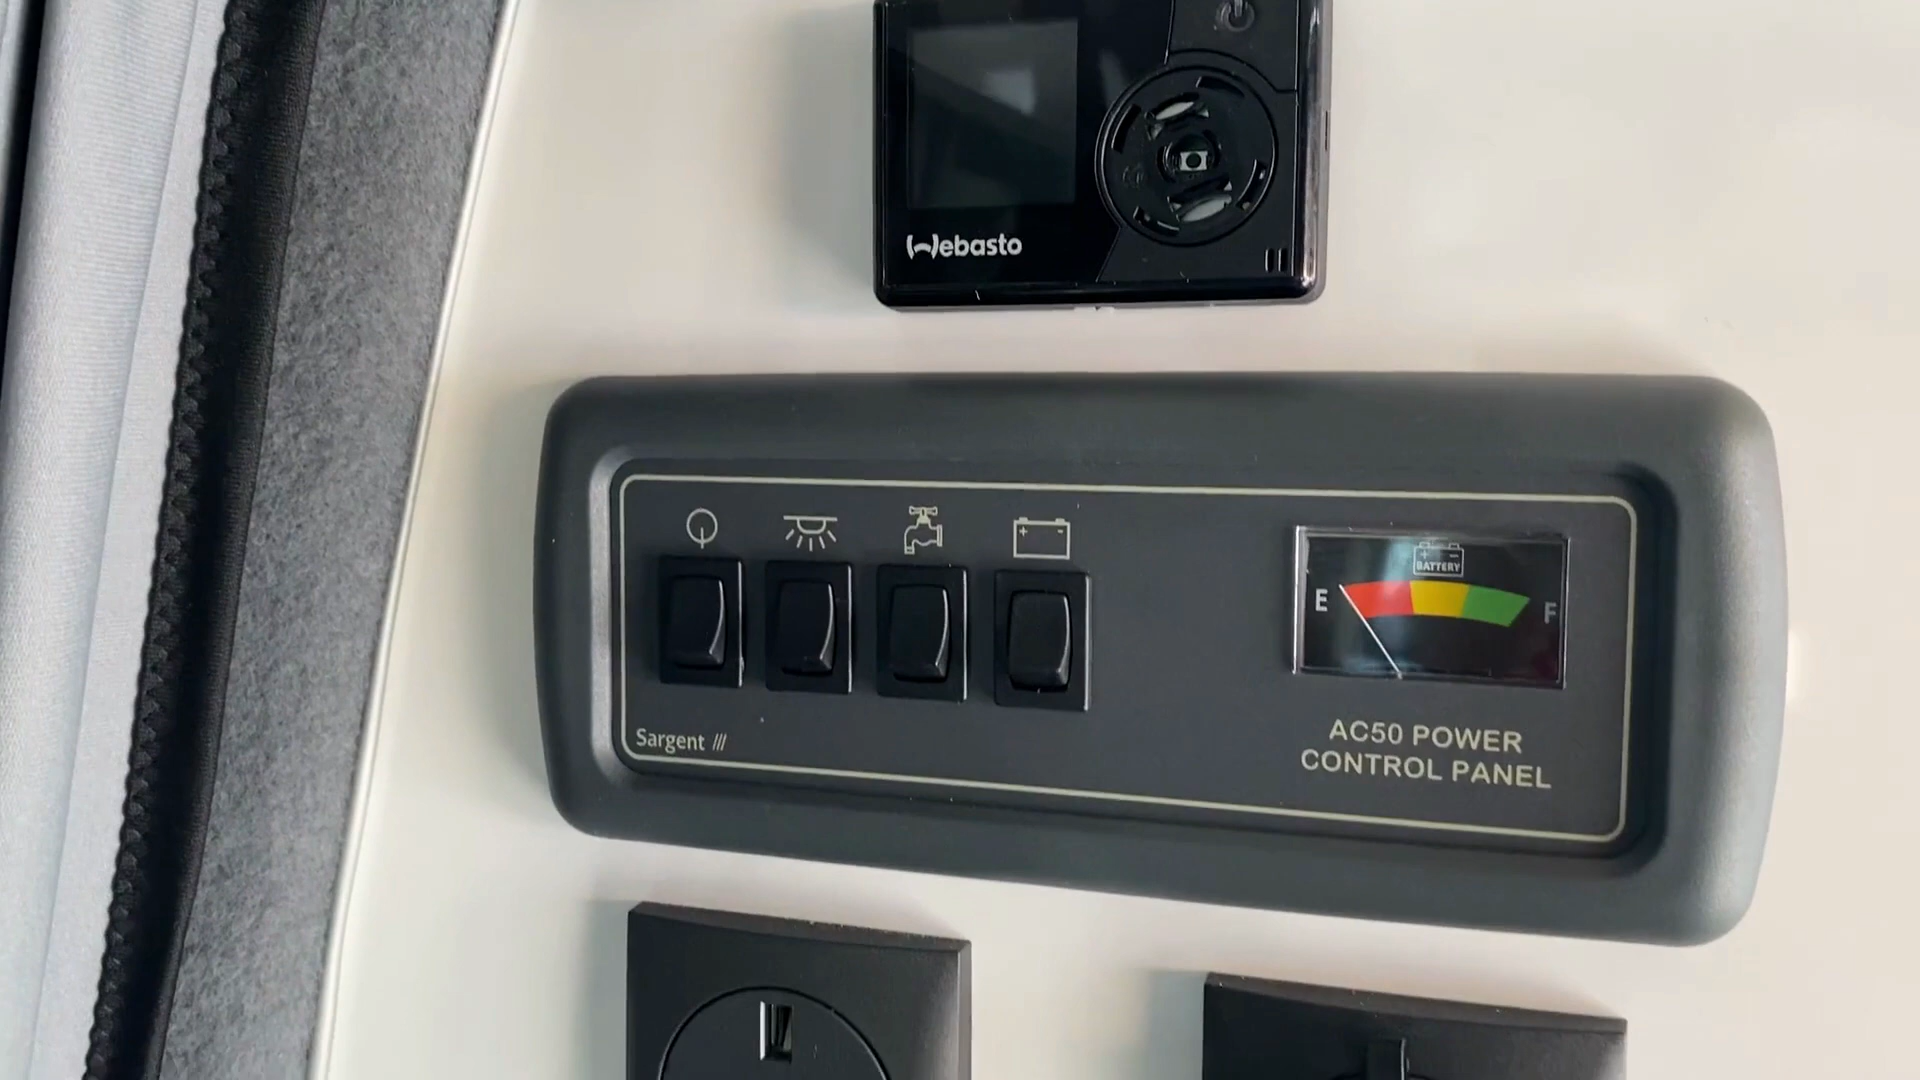 Webasto
BATTERY
E
F
Sargent
AC50 POWER
CONTROL PANEL